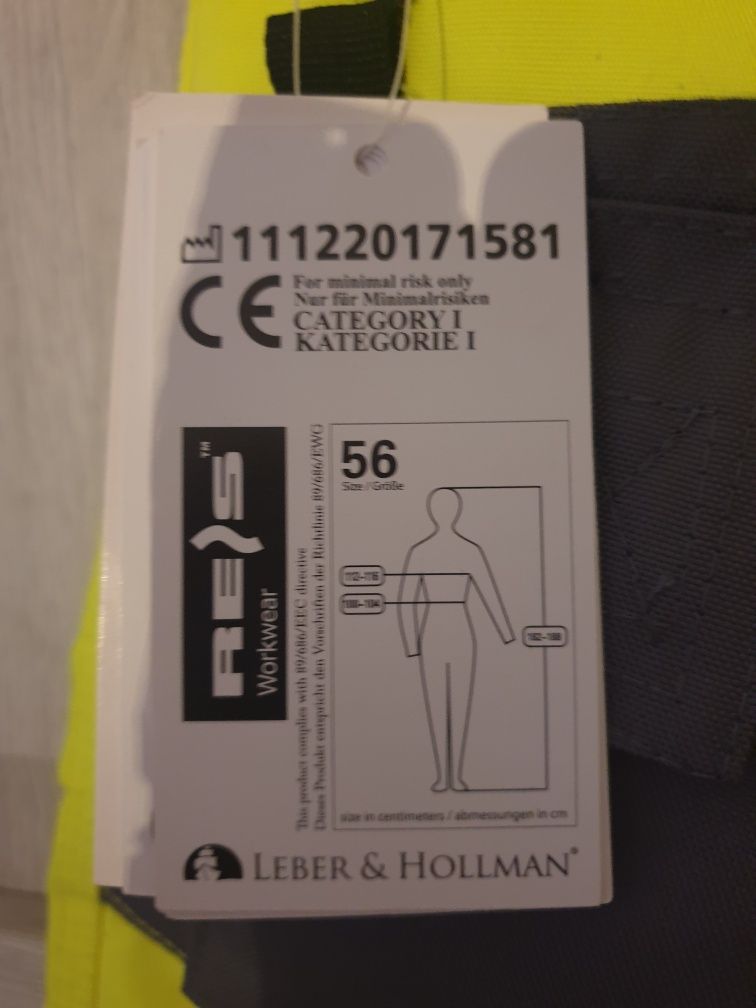 111220171581
CE
For minimal risk only
Nur für Minimalrisiken
CATEGORY I
KATEGORIE I
REIS™
Workwear
This product complies with 89/686/EEC directive
Dieses Produkt entspricht den Vorschriften der Richtlinie 89/686/EWG
56
Size / Größe
112-116
100-104
182-188
size in centimeters / abmessungen in cm
LEBER & HOLLMAN®